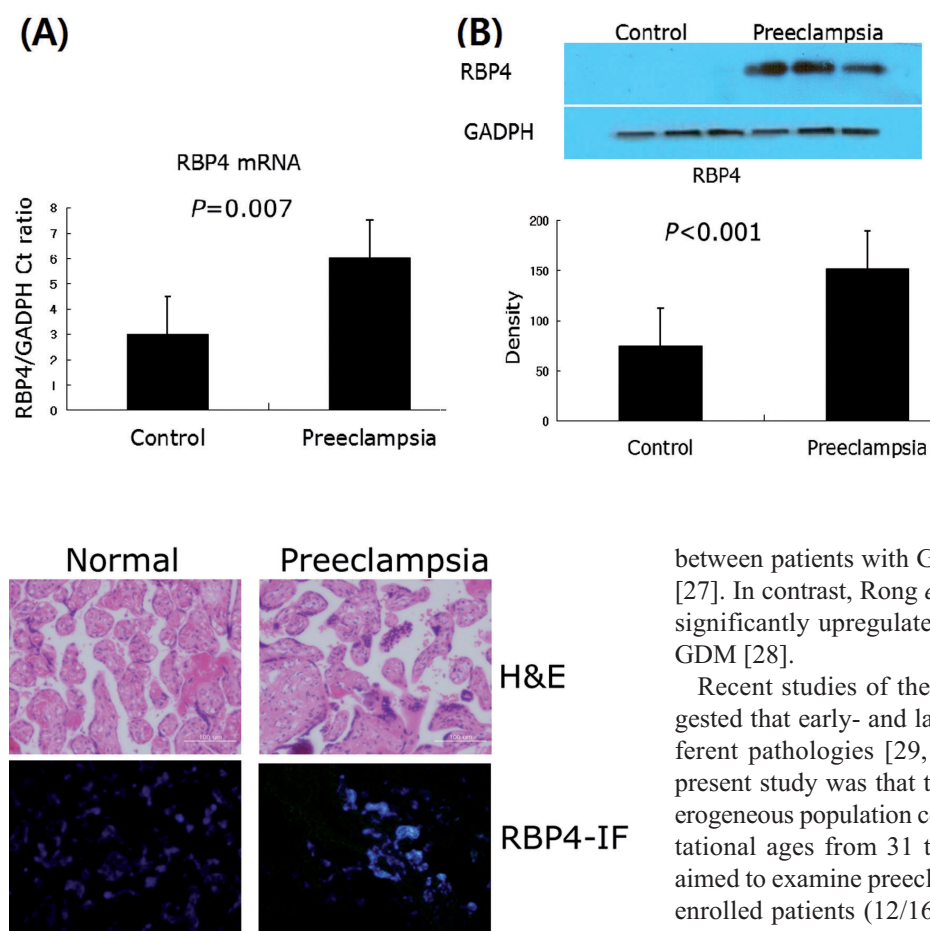 (A)
RBP4 mRNA
P=0.007
RBP4/GADPH Ct ratio
8
7
6
5
4
3
2
1
0
Control Preeclampsia
(B)
Control Preeclampsia
RBP4
GADPH
RBP4
P<0.001
Density
200
150
100
50
0
Control Preeclampsia
Normal Preeclampsia
H&E
100 um
100 um
RBP4-IF
between patients with G
[27]. In contrast, Rong e
significantly upregulate
GDM [28].
Recent studies of the
gested that early- and la
ferent pathologies [29,
present study was that t
erogeneous population c
tational ages from 31 t
aimed to examine preecl
enrolled patients (12/16